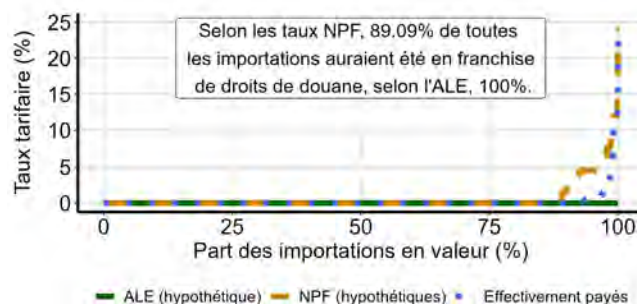 Selon les taux NPF, 89.09% de toutes
les importations auraient été en franchise
de droits de douane, selon l'ALE, 100%.
Taux tarifaire (%)
25
20
15
10
5
0
0 25 50 75 100
Part des importations en valeur (%)
ALE (hypothétique) NPF (hypothétiques) Effectivement payés